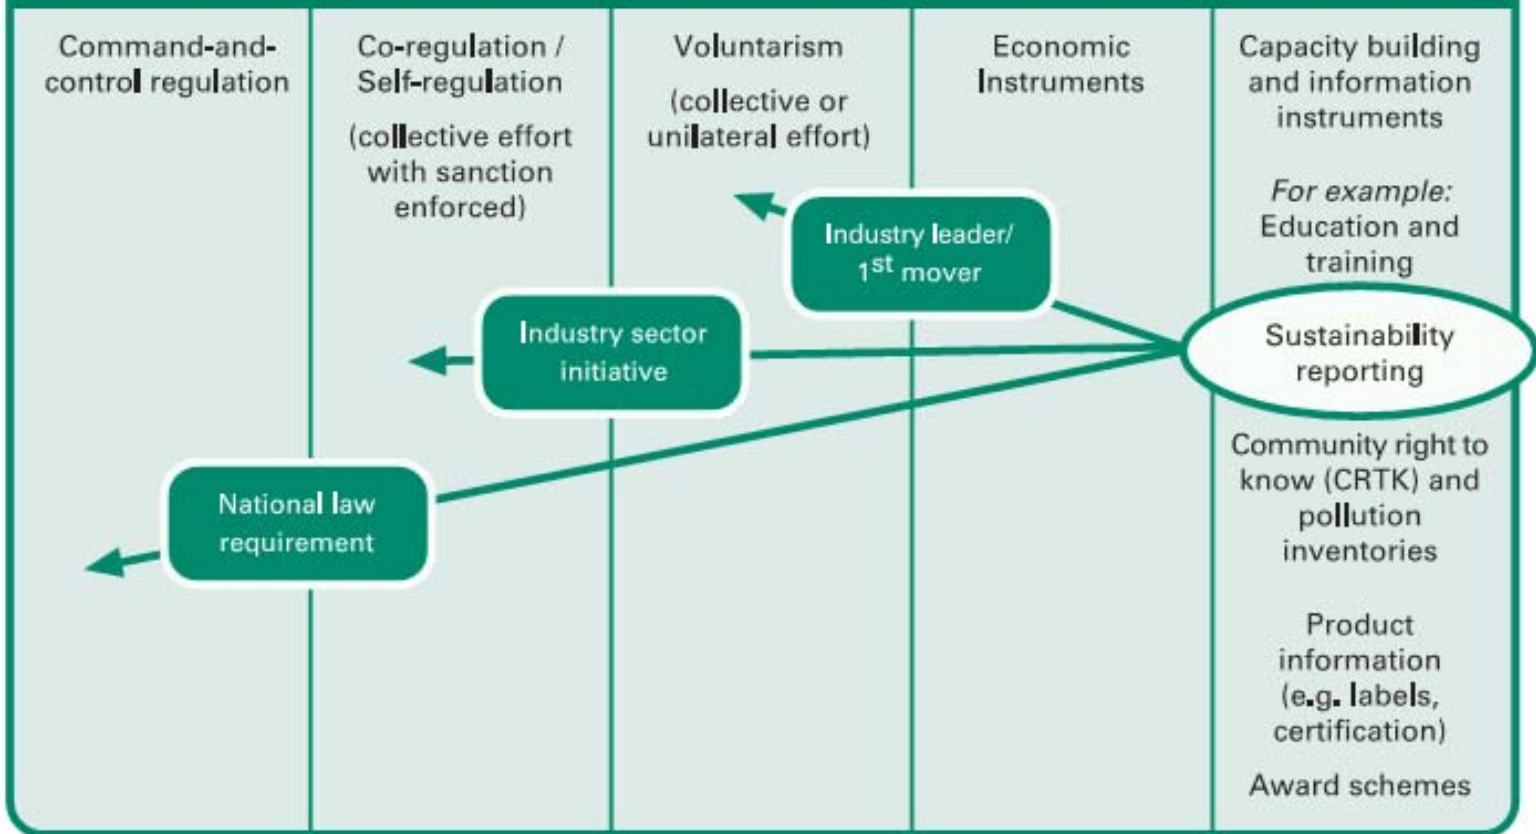 Command-and-
control regulation
Co-regulation /
Self-regulation
(collective effort
with sanction
enforced)
Voluntarism
(collective or
unilateral effort)
Economic
Instruments
Capacity building
and information
instruments
For example:
Education and
training
Industry leader/
1st mover
Industry sector
initiative
National law
requirement
Sustainability
reporting
Community right to
know (CRTK) and
pollution
inventories
Product
information
(e.g. labels,
certification)
Award schemes